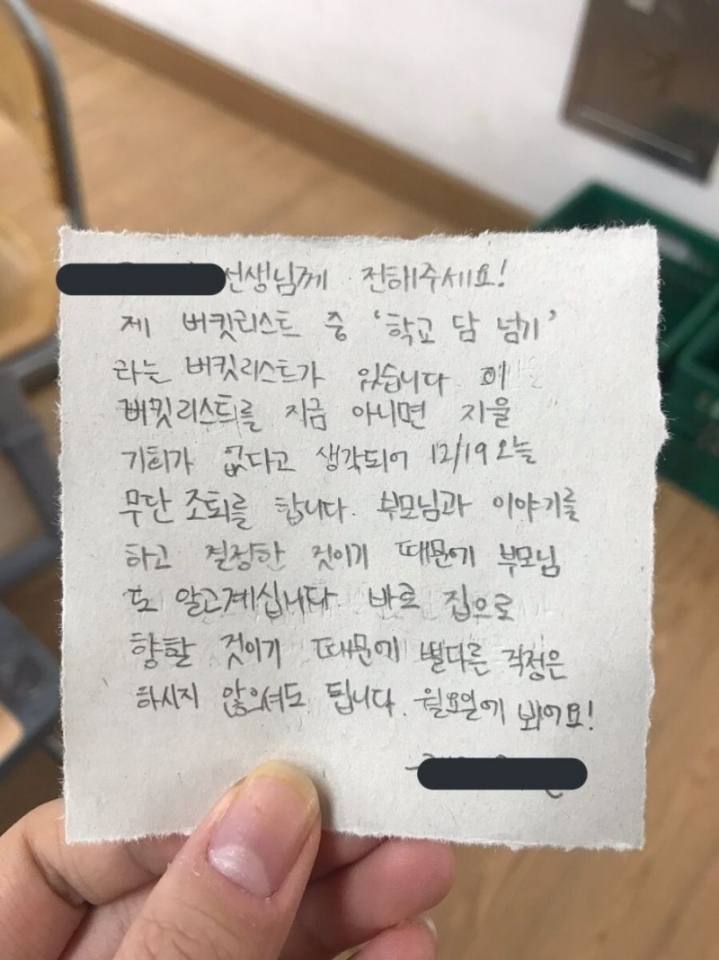 선생님께 전해주세요!
제 버킷리스트 중 '학교 담 넘기'
라는 버킷리스트가 있습니다. 이
버킷리스트를 지금 아니면 지울
기회가 없다고 생각되어 12/19 오늘
무단 조퇴를 합니다. 부모님과 이야기를
하고 결정한 것이기 때문에 부모님
도 알고계십니다. 바로 집으로
향할 것이기 때문에 별다른 걱정은
하시지 않으셔도 됩니다. 월요일에 봬어요!